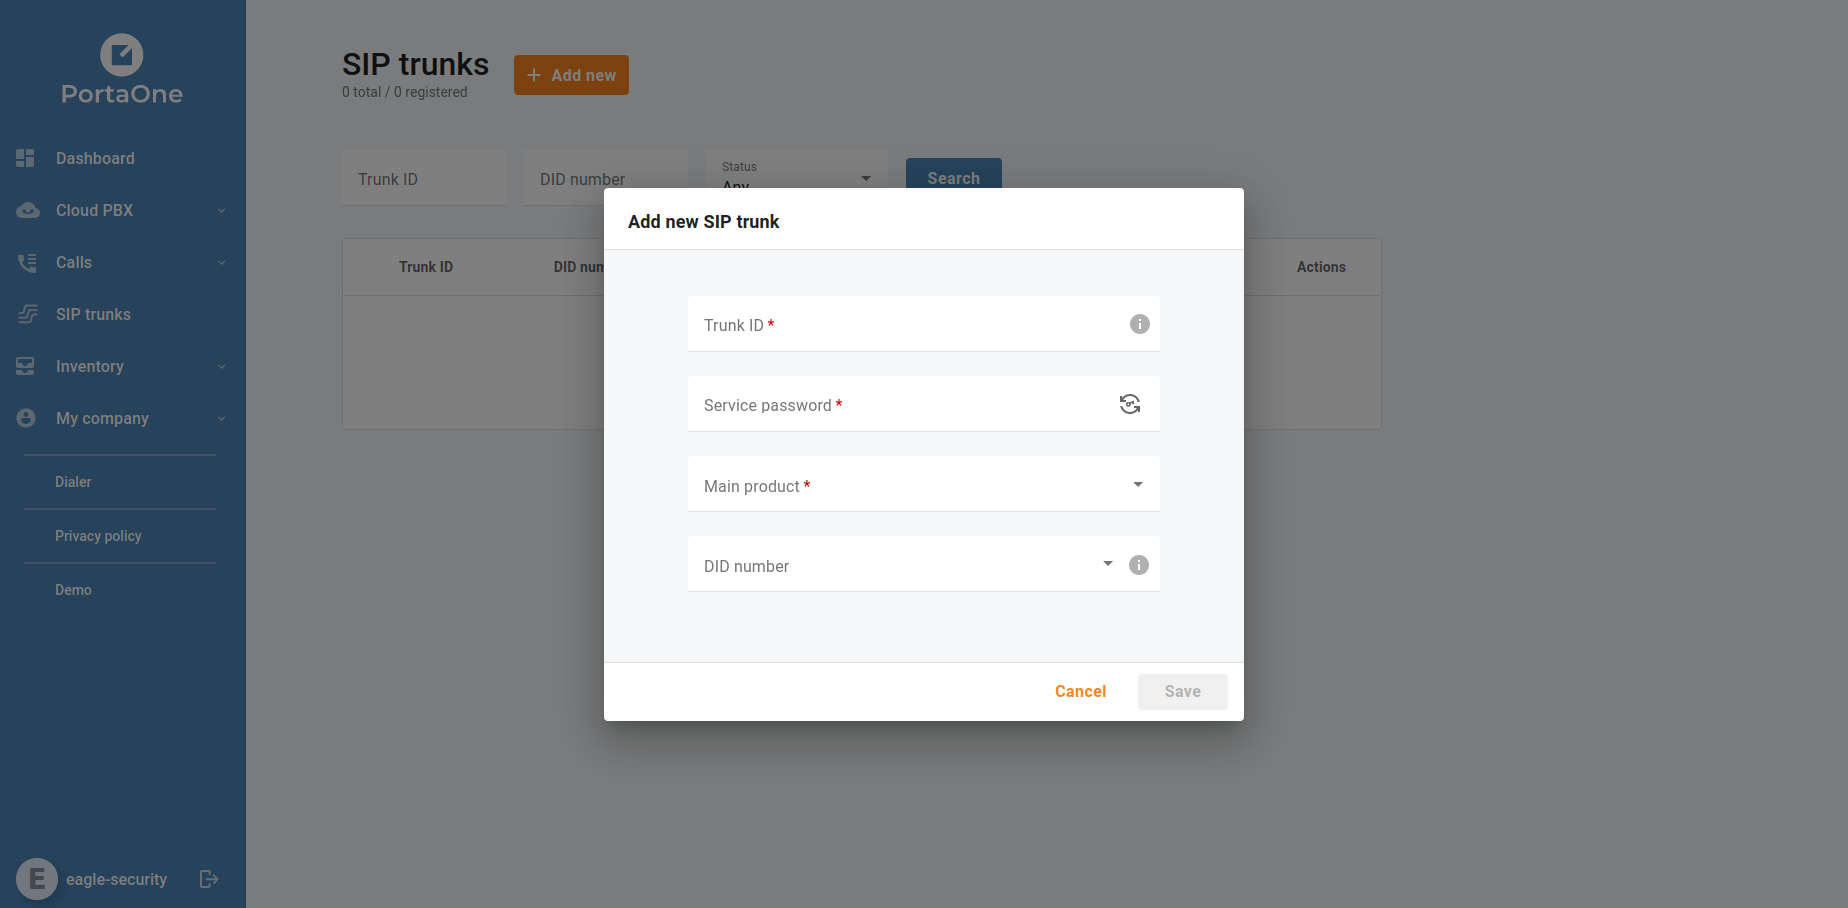 PortaOne
Dashboard
Cloud PBX
Calls
SIP trunks
Inventory
My company
Dialer
Privacy policy
Demo
E
eagle-security
SIP trunks
0 total / 0 registered
Add new
Trunk ID
DID number
Status
Any
Search
Trunk ID
DID num
Actions
Add new SIP trunk
Trunk ID *
Service password *
Main product *
DID number
Cancel
Save